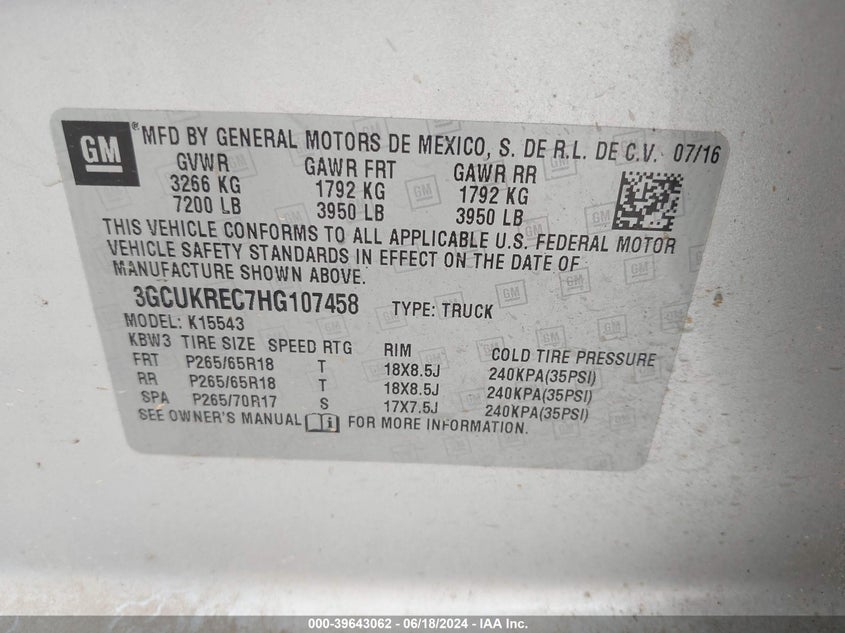 GM ® MFD BY GENERAL MOTORS DE MEXICO, S. DE R.L. DE C.V. 07/16
GVWR GAWR FRT GAWR RR
3266 KG 1792 KG 1792 KG
7200 LB 3950 LB 3950 LB
THIS VEHICLE CONFORMS TO ALL APPLICABLE U.S. FEDERAL MOTOR
VEHICLE SAFETY STANDARDS IN EFFECT ON THE DATE OF
MANUFACTURE SHOWN ABOVE.
3GCUKREC7HG107458 TYPE: TRUCK
MODEL: K15543
KBW3 TIRE SIZE SPEED RTG RIM COLD TIRE PRESSURE
FRT P265/65R18 T 18X8.5J 240KPA(35PSI)
RR P265/65R18 T 18X8.5J 240KPA(35PSI)
SPA P265/70R17 S 17X7.5J 240KPA(35PSI)
SEE OWNER'S MANUAL i FOR MORE INFORMATION.
000-39643062 - 06/18/2024 - IAA Inc.